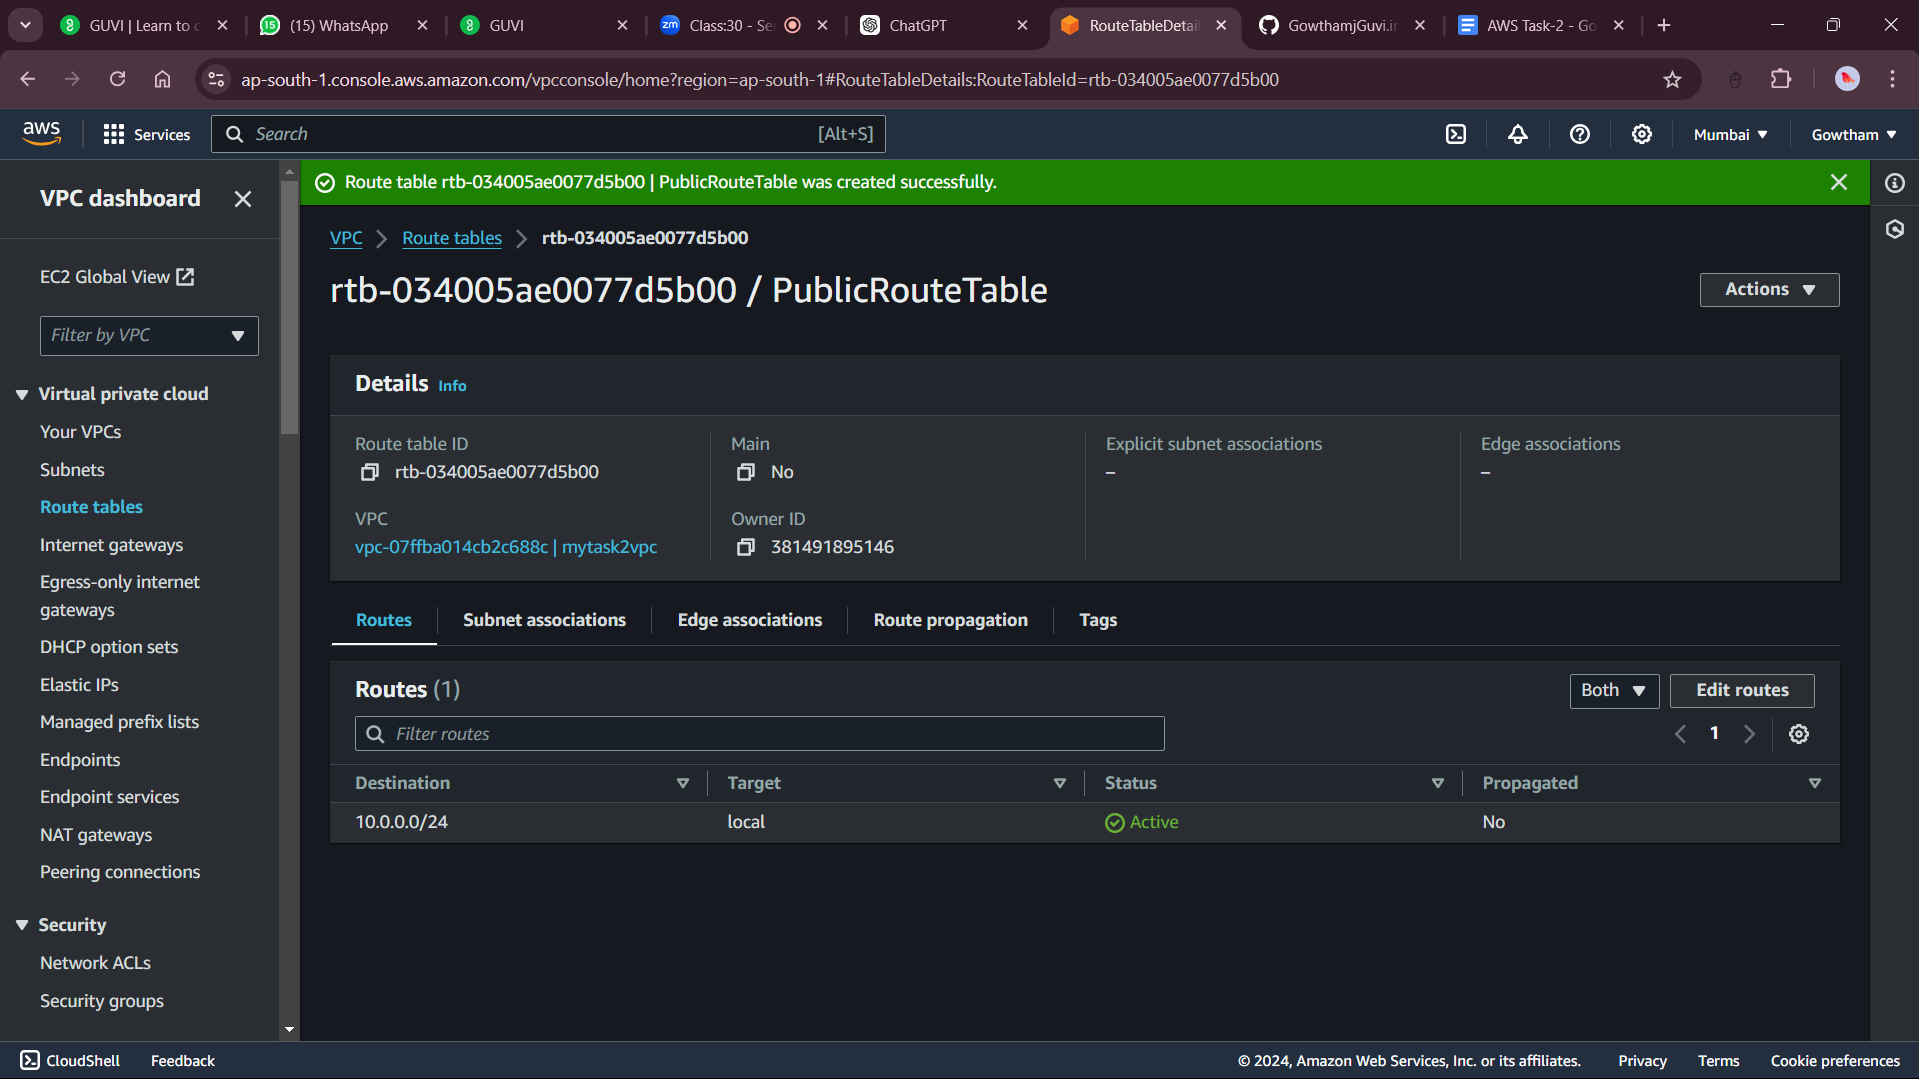 GUVI | Learn to c
(15) WhatsApp
GUVI
Class:30 - Se
ChatGPT
RouteTableDetai
GowthamjGuvi.ir
AWS Task-2 - Go
ap-south-1.console.aws.amazon.com/vpcconsole/home?region=ap-south-1#RouteTableDetails:RouteTableId=rtb-034005ae0077d5b00
aws
Services
Search
[Alt+S]
Mumbai
Gowtham
VPC dashboard
EC2 Global View
Filter by VPC
Virtual private cloud
Your VPCs
Subnets
Route tables
Internet gateways
Egress-only internet
gateways
DHCP option sets
Elastic IPs
Managed prefix lists
Endpoints
Endpoint services
NAT gateways
Peering connections
Security
Network ACLs
Security groups
Route table rtb-034005ae0077d5b00 | PublicRouteTable was created successfully.
VPC
Route tables
rtb-034005ae0077d5b00
rtb-034005ae0077d5b00 / PublicRouteTable
Actions
Details Info
Route table ID
rtb-034005ae0077d5b00
Main
No
Explicit subnet associations
–
Edge associations
–
VPC
vpc-07ffba014cb2c688c | mytask2vpc
Owner ID
381491895146
Routes
Subnet associations
Edge associations
Route propagation
Tags
Routes (1)
Both
Edit routes
Filter routes
1
Destination
Target
Status
Propagated
10.0.0.0/24
local
Active
No
CloudShell
Feedback
© 2024, Amazon Web Services, Inc. or its affiliates.
Privacy
Terms
Cookie preferences